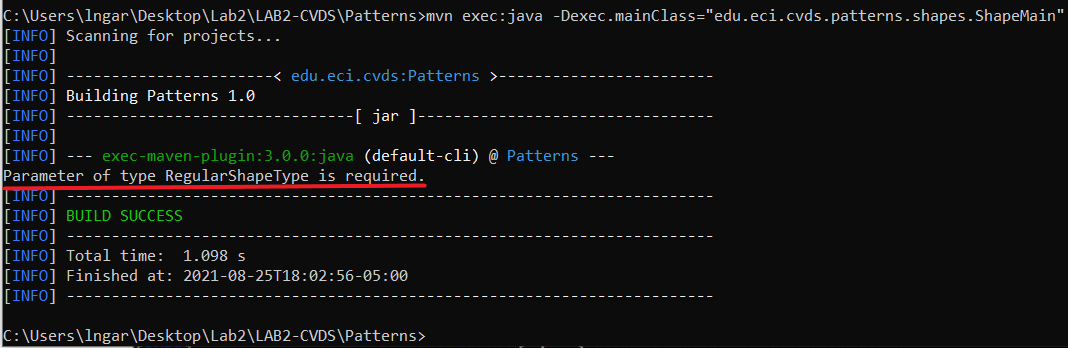 C:\Users\lngar\Desktop\Lab2\LAB2-CVDS\Patterns>mvn exec:java -Dexec.mainClass="edu.eci.cvds.patterns.shapes.ShapeMain"
[INFO] Scanning for projects...
[INFO]
[INFO] -----------------------< edu.eci.cvds:Patterns >------------------------
[INFO] Building Patterns 1.0
[INFO] --------------------------------[ jar ]---------------------------------
[INFO]
[INFO] --- exec-maven-plugin:3.0.0:java (default-cli) @ Patterns ---
Parameter of type RegularShapeType is required.
[INFO] ------------------------------------------------------------------------
[INFO] BUILD SUCCESS
[INFO] ------------------------------------------------------------------------
[INFO] Total time:  1.098 s
[INFO] Finished at: 2021-08-25T18:02:56-05:00
[INFO] ------------------------------------------------------------------------
C:\Users\lngar\Desktop\Lab2\LAB2-CVDS\Patterns>